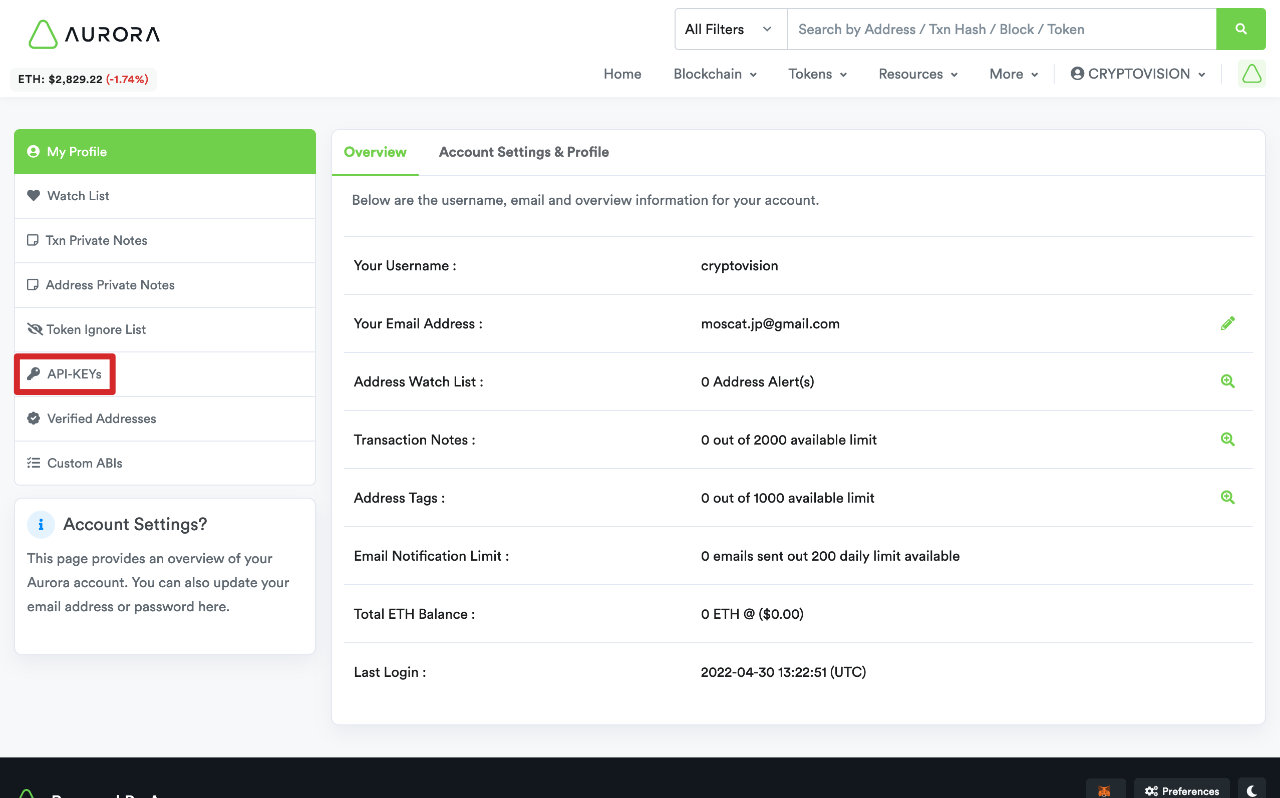 AURORA
All Filters
Search by Address / Txn Hash / Block / Token
ETH: $2,829.22 (-1.74%)
Home Blockchain Tokens Resources More CRYPTOVISION
My Profile
Watch List
Txn Private Notes
Address Private Notes
Token Ignore List
API-KEYs
Verified Addresses
Custom ABIs
Account Settings?
This page provides an overview of your
Aurora account. You can also update your
email address or password here.
Overview Account Settings & Profile
Below are the username, email and overview information for your account.
Your Username : cryptovision
Your Email Address : moscat.jp@gmail.com
Address Watch List : 0 Address Alert(s)
Transaction Notes : 0 out of 2000 available limit
Address Tags : 0 out of 1000 available limit
Email Notification Limit : 0 emails sent out 200 daily limit available
Total ETH Balance : 0 ETH @ ($0.00)
Last Login : 2022-04-30 13:22:51 (UTC)
Preferences